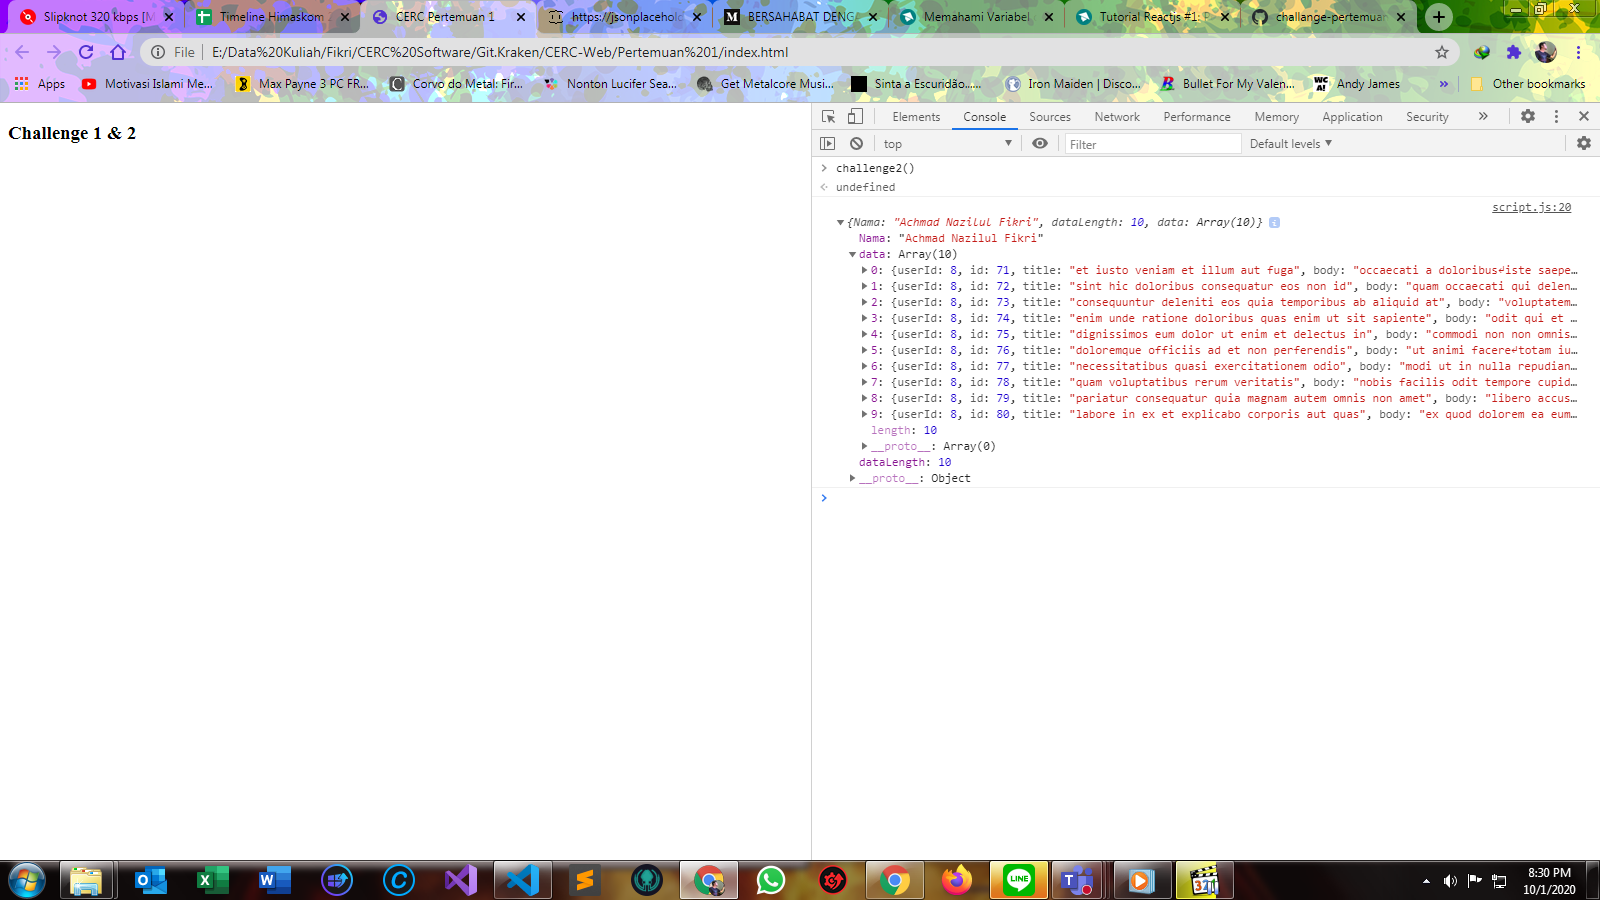 Slipknot 320 kbps [M
Timeline Himaskom 2
CERC Pertemuan 1
https://jsonplacehold
BERSAHABAT DENGA
Memahami Variabel
Tutorial Reactjs #1: P
challange-pertemuan
File | E:/Data%20Kuliah/Fikri/CERC%20Software/Git.Kraken/CERC-Web/Pertemuan%201/index.html
Apps
Motivasi Islami Me...
Max Payne 3 PC FR...
Corvo do Metal: Fir...
Nonton Lucifer Sea...
Get Metalcore Musi...
Sinta a Escuridão.....
Iron Maiden | Disco...
Bullet For My Valen...
Andy James
»
Other bookmarks
Challenge 1 & 2
Elements Console Sources Network Performance Memory Application Security »
top Filter Default levels
challenge2()
undefined
script.js:20
{Nama: "Achmad Nazilul Fikri", dataLength: 10, data: Array(10)}
Nama: "Achmad Nazilul Fikri"
data: Array(10)
0: {userId: 8, id: 71, title: "et iusto veniam et illum aut fuga", body: "occaecati a doloribus↵iste saepe…
1: {userId: 8, id: 72, title: "sint hic doloribus consequatur eos non id", body: "quam occaecati qui delen…
2: {userId: 8, id: 73, title: "consequuntur deleniti eos quia temporibus ab aliquid at", body: "voluptatem…
3: {userId: 8, id: 74, title: "enim unde ratione doloribus quas enim ut sit sapiente", body: "odit qui et …
4: {userId: 8, id: 75, title: "dignissimos eum dolor ut enim et delectus in", body: "commodi non non omnis…
5: {userId: 8, id: 76, title: "doloremque officiis ad et non perferendis", body: "ut animi facere↵totam iu…
6: {userId: 8, id: 77, title: "necessitatibus quasi exercitationem odio", body: "modi ut in nulla repudian…
7: {userId: 8, id: 78, title: "quam voluptatibus rerum veritatis", body: "nobis facilis odit tempore cupid…
8: {userId: 8, id: 79, title: "pariatur consequatur quia magnam autem omnis non amet", body: "libero accus…
9: {userId: 8, id: 80, title: "labore in ex et explicabo corporis aut quas", body: "ex quod dolorem ea eum…
length: 10
__proto__: Array(0)
dataLength: 10
__proto__: Object
8:30 PM
10/1/2020